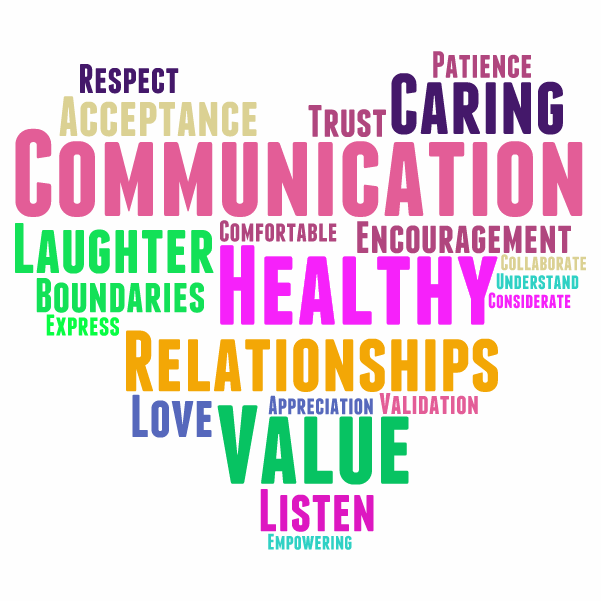 Patience
Respect
Caring
Acceptance
Trust
Communication
Comfortable
Encouragement
Laughter
Healthy
Collaborate
Understand
Boundaries
Considerate
Express
Relationships
Love
Appreciation
Validation
Value
Listen
Empowering